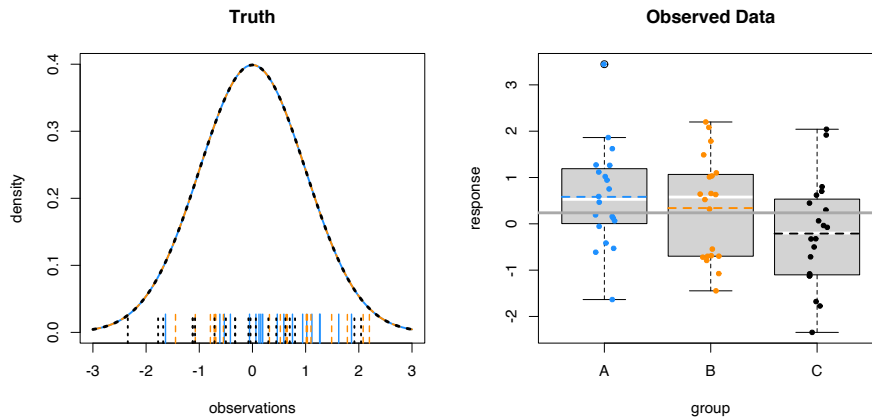 Truth
density
0.0
0.1
0.2
0.3
0.4
-3
-2
-1
0
1
2
3
observations
Observed Data
response
-2
-1
0
1
2
3
A
B
C
group